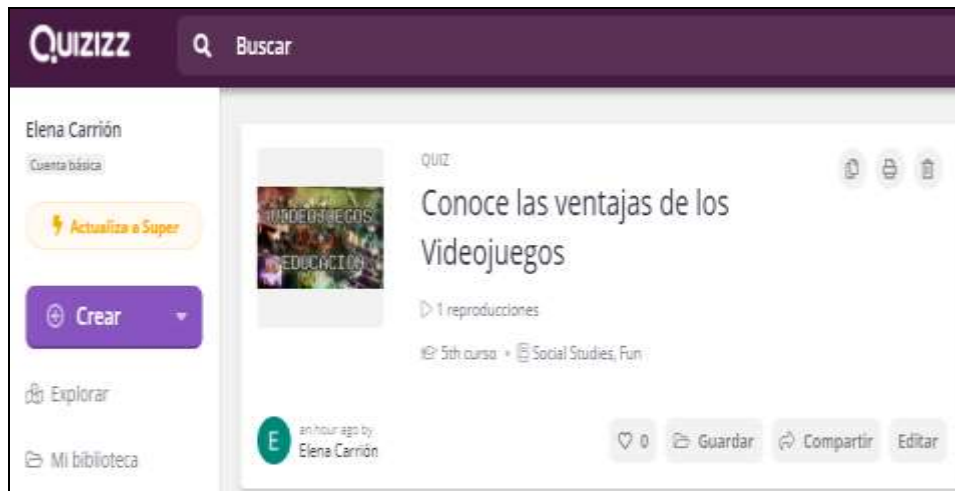 QUIZIZZ
Buscar
Elena Carrión
Cuenta básica
Actualiza a Super
Crear
Explorar
Mi biblioteca
VIDEOJUEGOS
EDUCACIÓN
QUIZ
Conoce las ventajas de los
Videojuegos
1 reproducciones
5th curso • Social Studies, Fun
E
an hour ago by
Elena Carrión
0
Guardar
Compartir
Editar